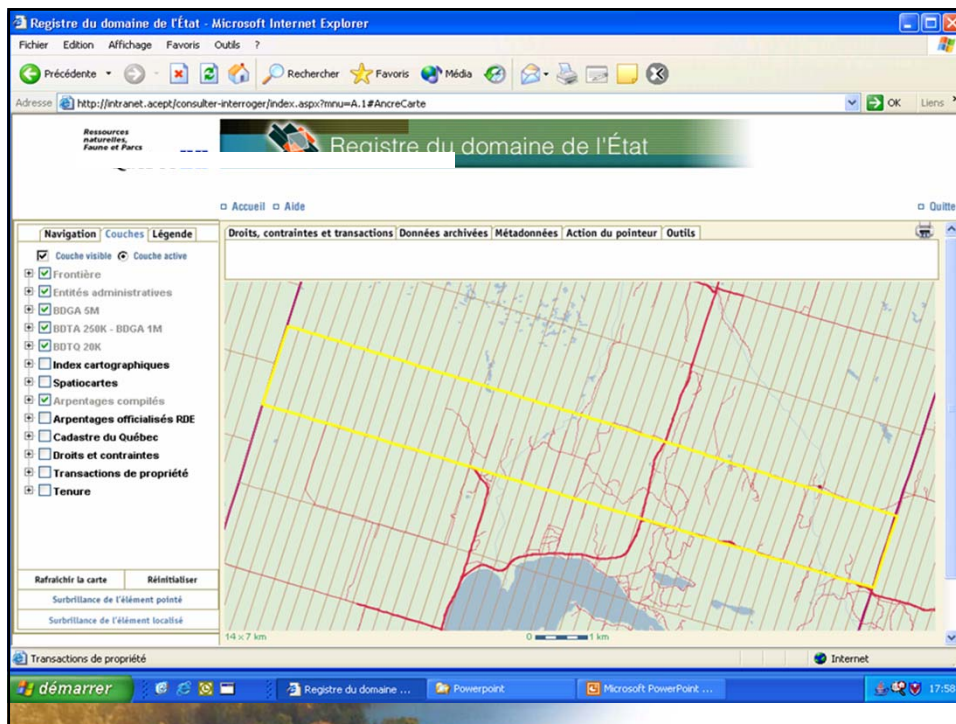 Registre du domaine de l'État - Microsoft Internet Explorer
Fichier Edition Affichage Favoris Outils ?
Précédente Rechercher Favoris Média
Adresse http://intranet.acept/consulter-interroger/index.aspx?mnu=A.1#AncreCarte OK Liens
Ressources
naturelles,
Faune et Parcs
Registre du domaine de l'État
Accueil Aide Quitte
Navigation Couches Légende
Droits, contraintes et transactions Données archivées Métadonnées Action du pointeur Outils
Couche visible Couche active
Frontière
Entités administratives
BDGA 5M
BDTA 250K - BDGA 1M
BDTQ 20K
Index cartographiques
Spatiocartes
Arpentages compilés
Arpentages officialisés RDE
Cadastre du Québec
Droits et contraintes
Transactions de propriété
Tenure
Rafraîchir la carte Réinitialiser
Surbrillance de l'élément pointé
Surbrillance de l'élément localisé
14 x 7 km 0 1 km
Transactions de propriété Internet
démarrer Registre du domaine ... Powerpoint Microsoft PowerPoint ... 17:58